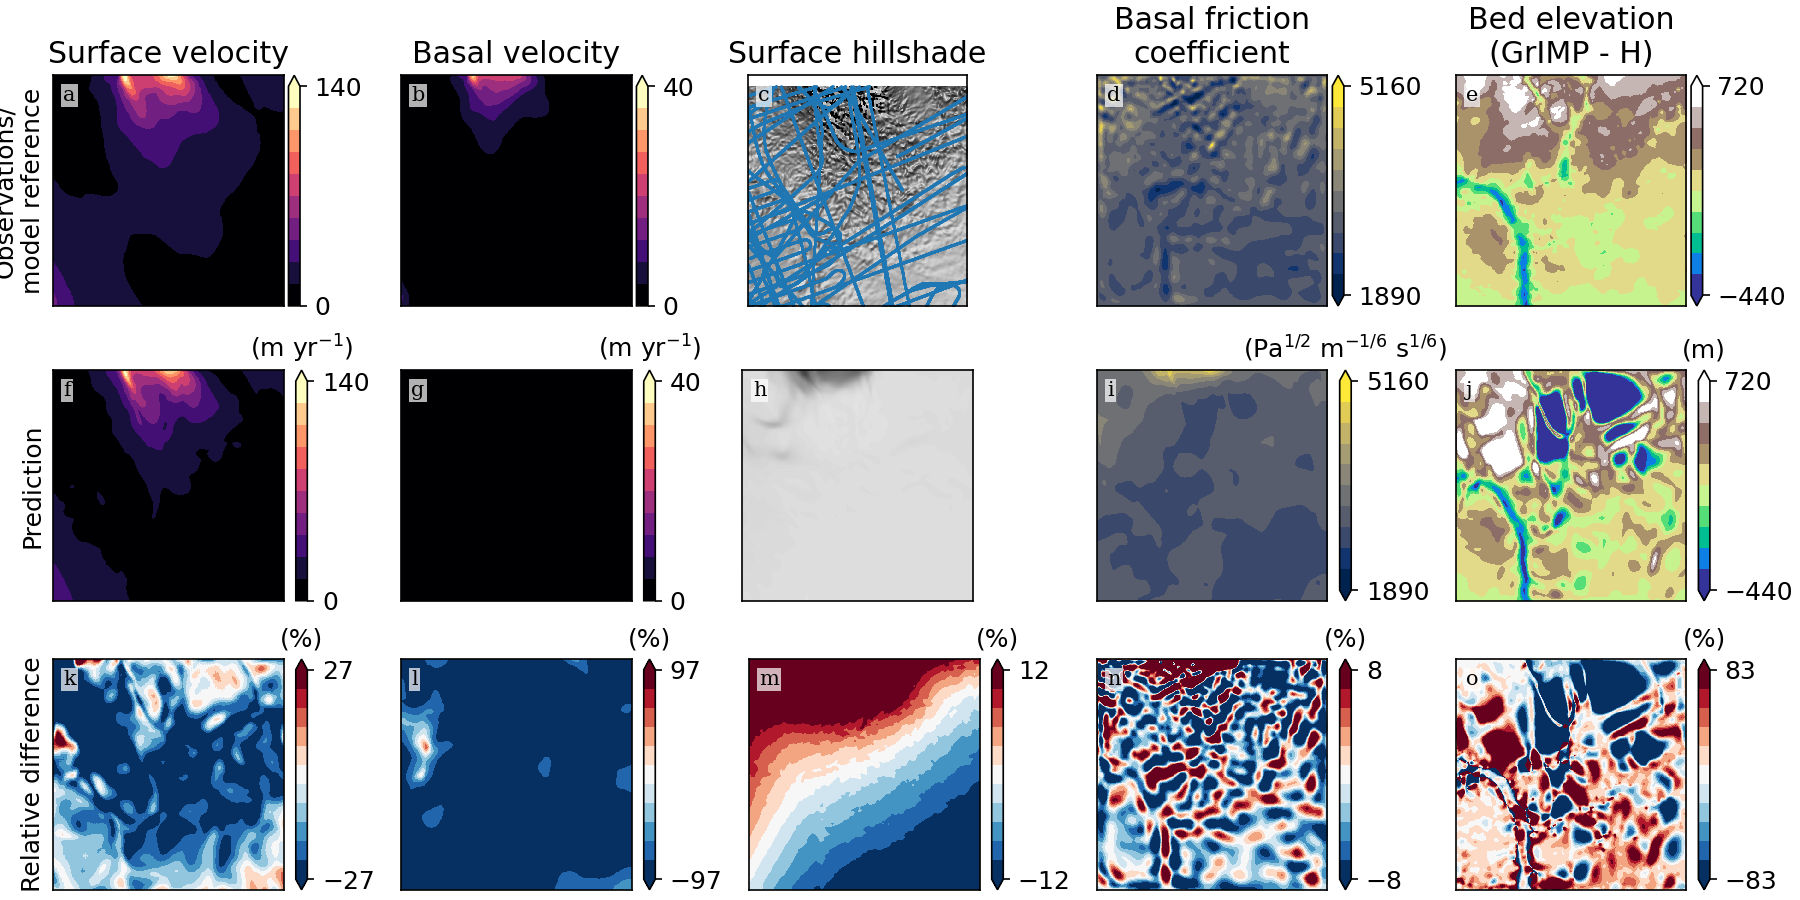 Surface velocity
Basal velocity
Surface hillshade
Basal friction
coefficient
Bed elevation
(GrIMP - H)
Observations/
model reference
a
140
0
b
40
0
c
d
5160
1890
e
720
−440
(m yr−1)
(m yr−1)
(Pa1/2 m−1/6 s1/6)
(m)
Prediction
f
140
0
g
40
0
h
i
5160
1890
j
720
−440
(%)
(%)
(%)
(%)
(%)
Relative difference
k
27
−27
l
97
−97
m
12
−12
n
8
−8
o
83
−83